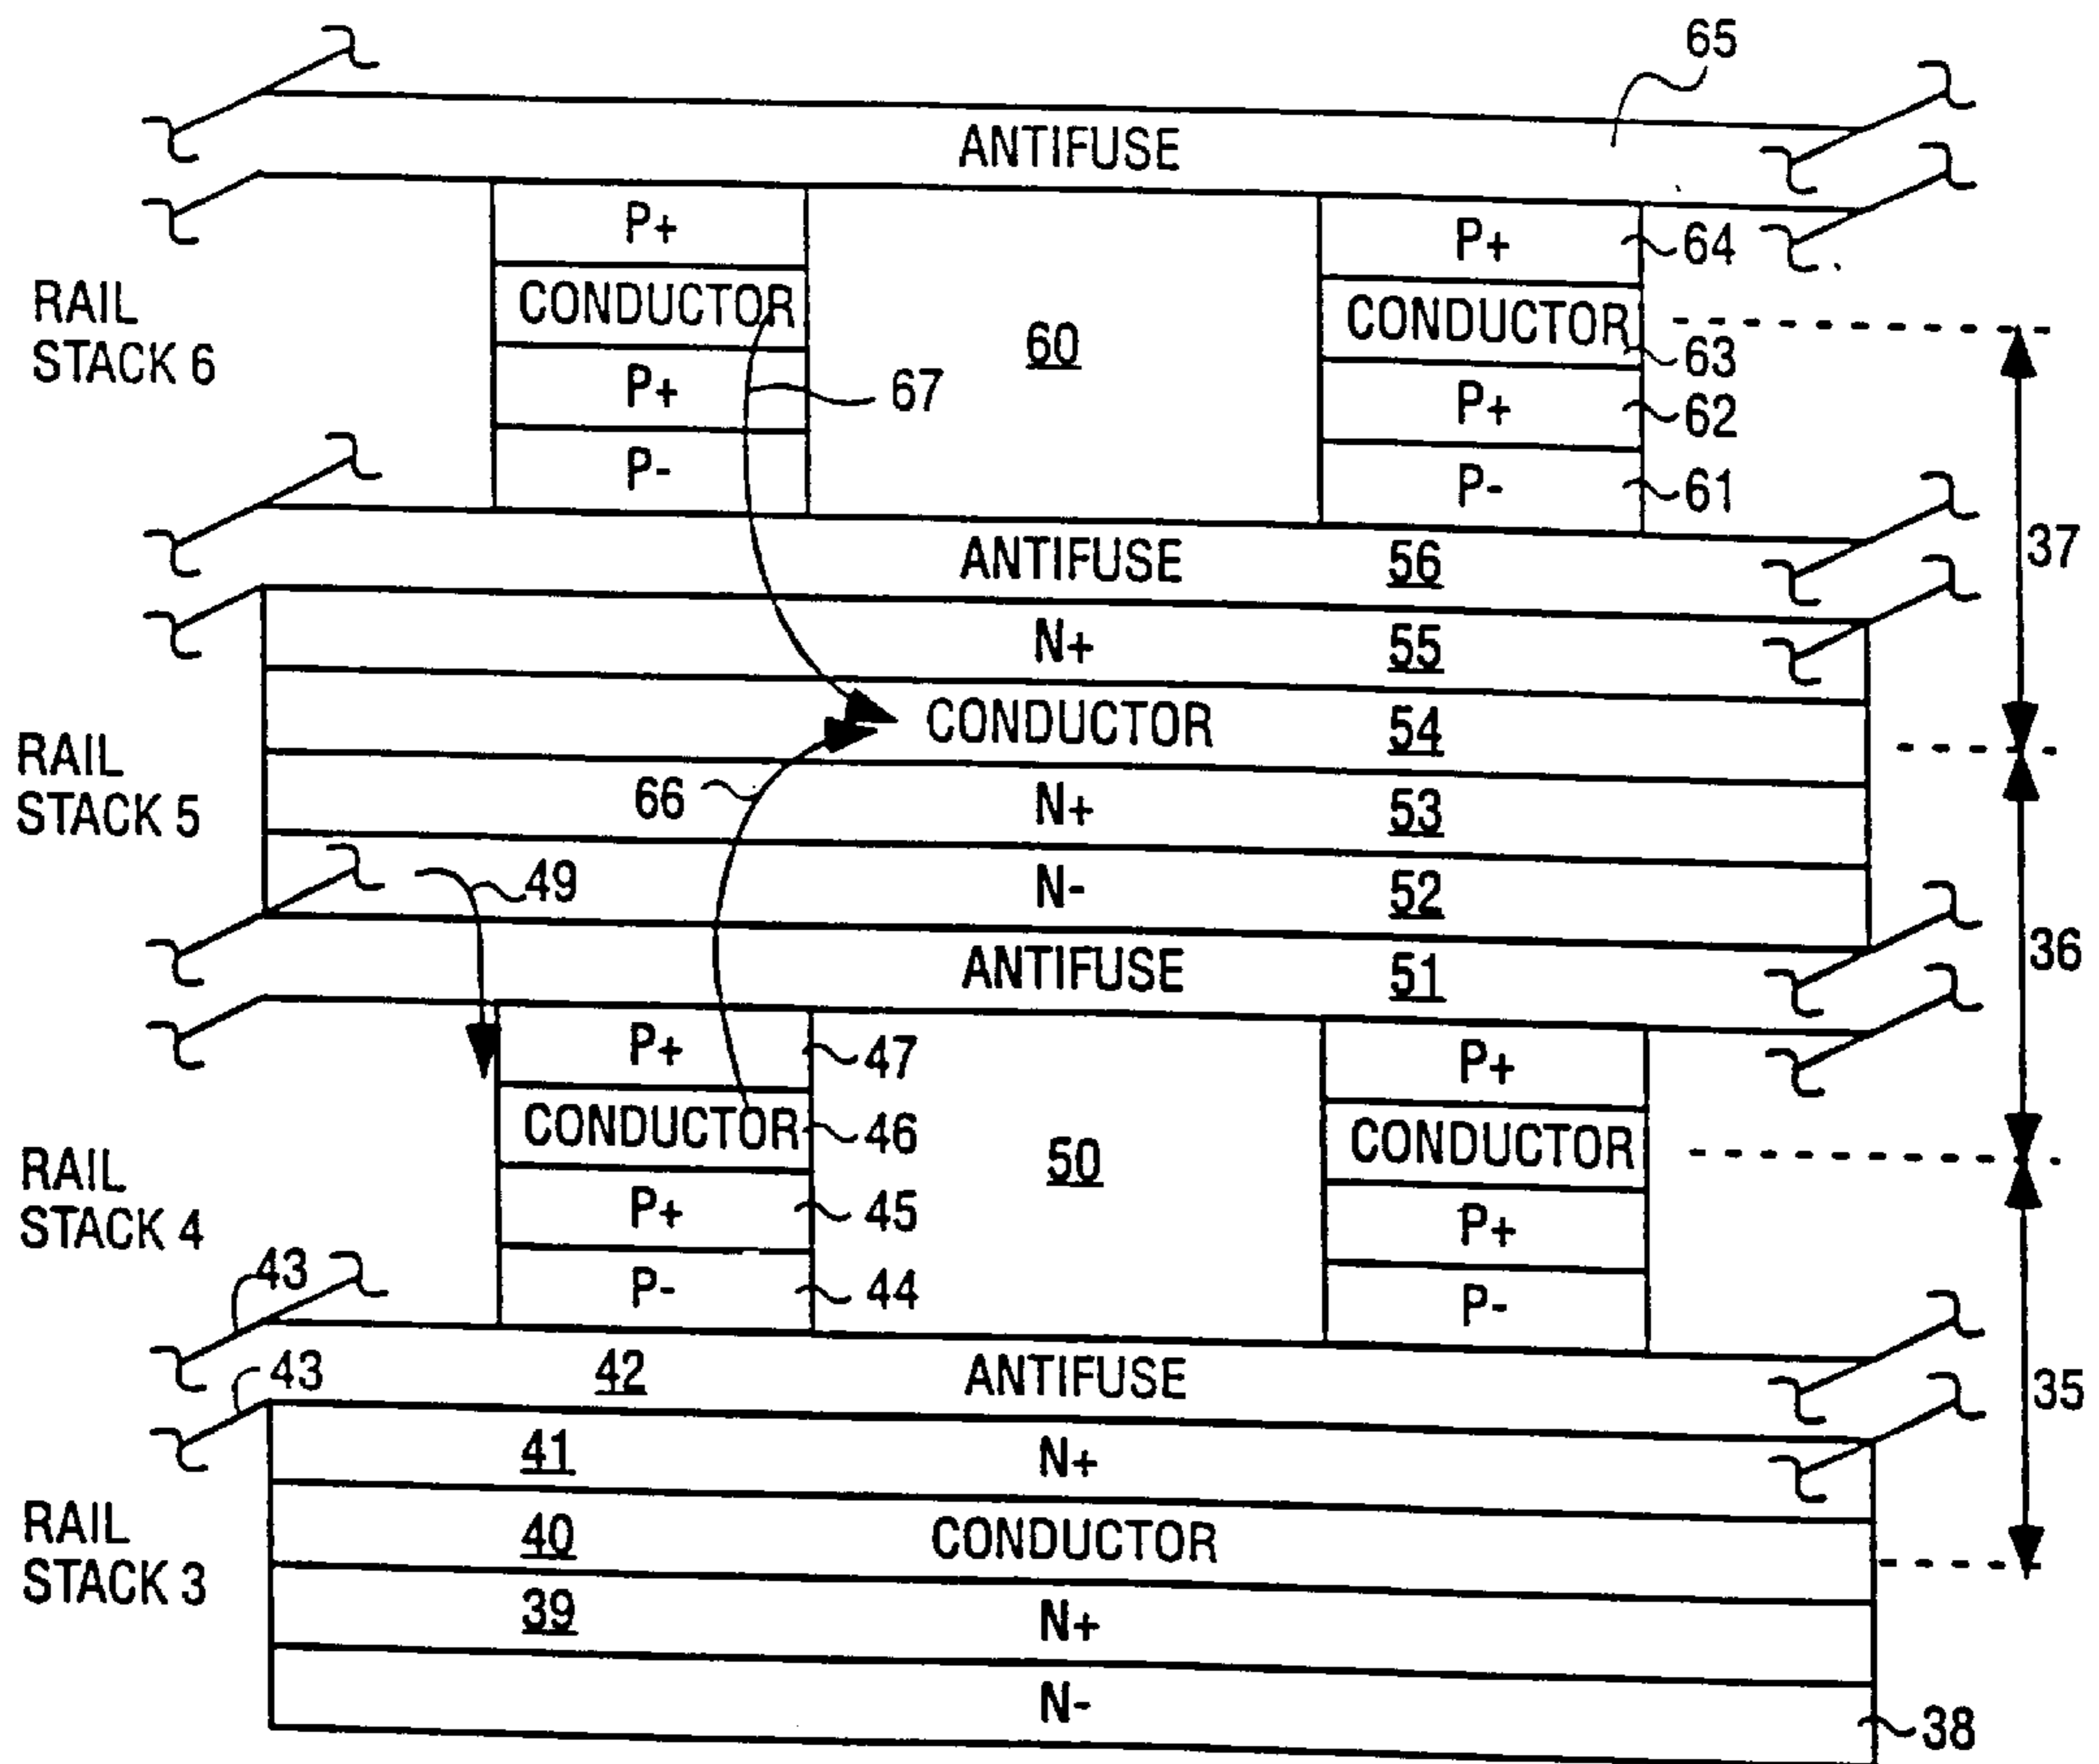 65
ANTIFUSE
P+
P+
64
RAIL
STACK 6
CONDUCTOR
60
CONDUCTOR
63
P+
67
P+
62
P-
P-
61
ANTIFUSE
56
37
N+
55
RAIL
STACK 5
CONDUCTOR
54
66
N+
53
49
N-
52
ANTIFUSE
51
36
P+
47
P+
RAIL
STACK 4
CONDUCTOR
46
50
CONDUCTOR
P+
45
P+
43
P-
44
P-
43
42
ANTIFUSE
35
41
N+
RAIL
STACK 3
40
CONDUCTOR
39
N+
N-
38